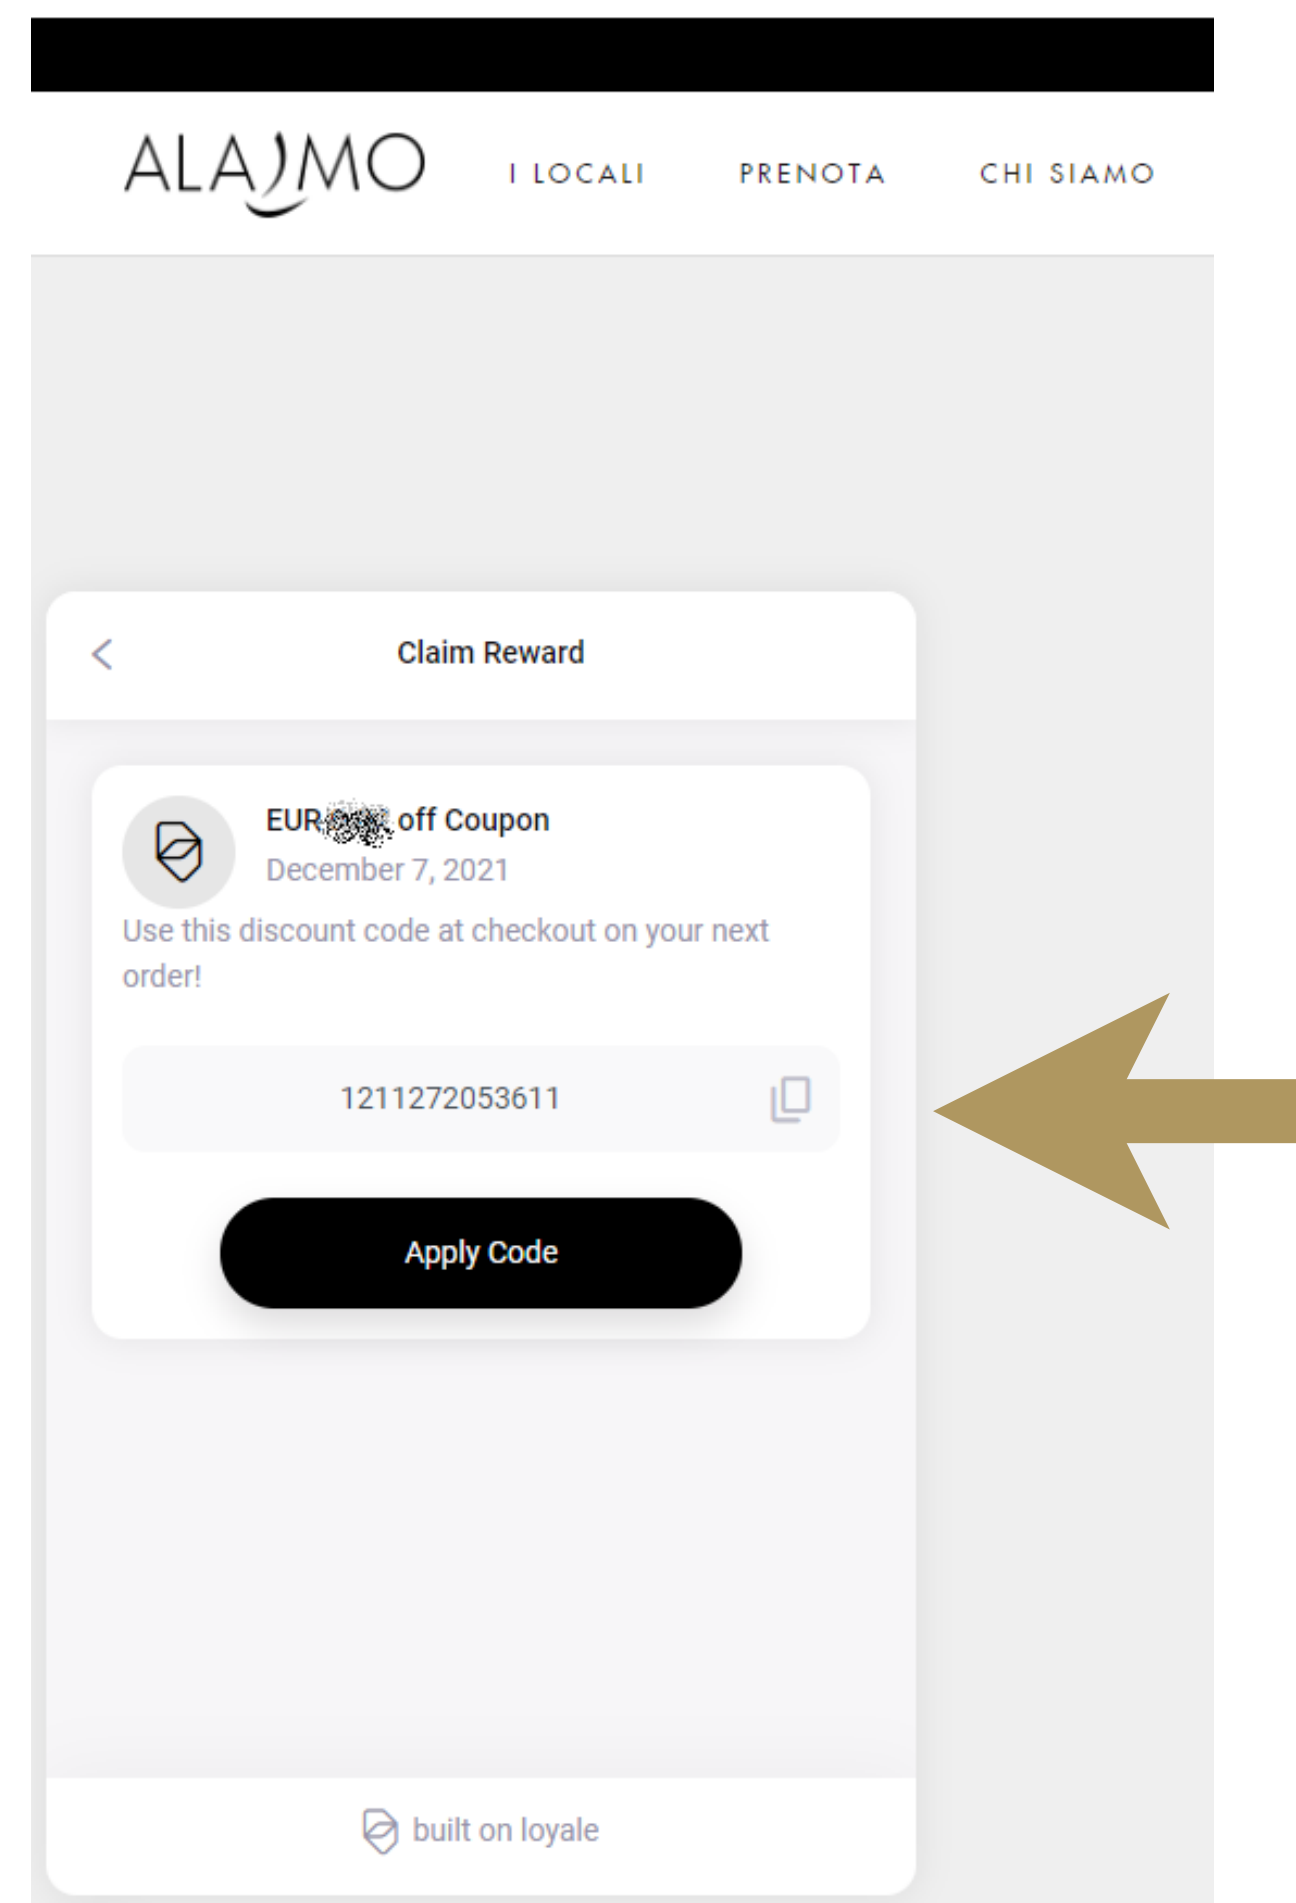 ALAJMO
I LOCALI
PRENOTA
CHI SIAMO
Claim Reward
EUR off Coupon
December 7, 2021
Use this discount code at checkout on your next
order!
1211272053611
Apply Code
built on loyale